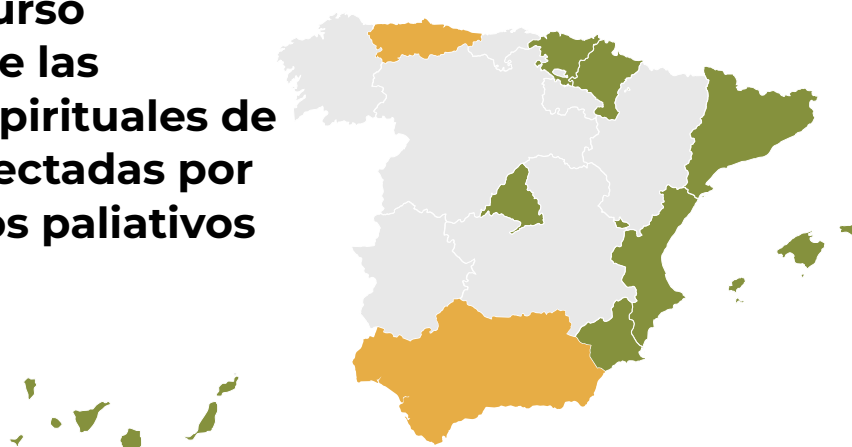 urso
e las
pirituales de
ectadas por
os paliativos